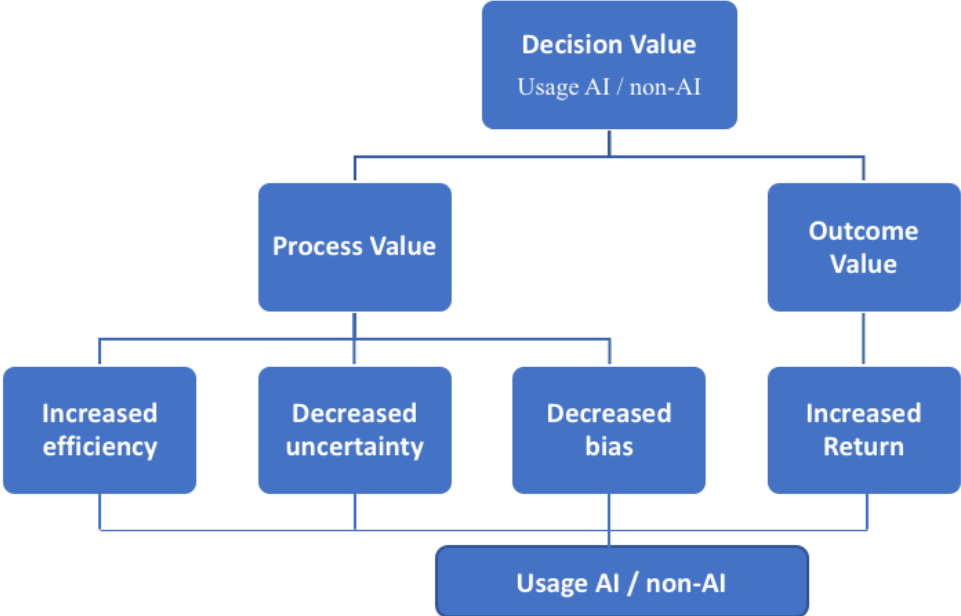 Decision Value
Usage AI / non-AI
Process Value
Outcome
Value
Increased
efficiency
Decreased
uncertainty
Decreased
bias
Increased
Return
Usage AI / non-AI